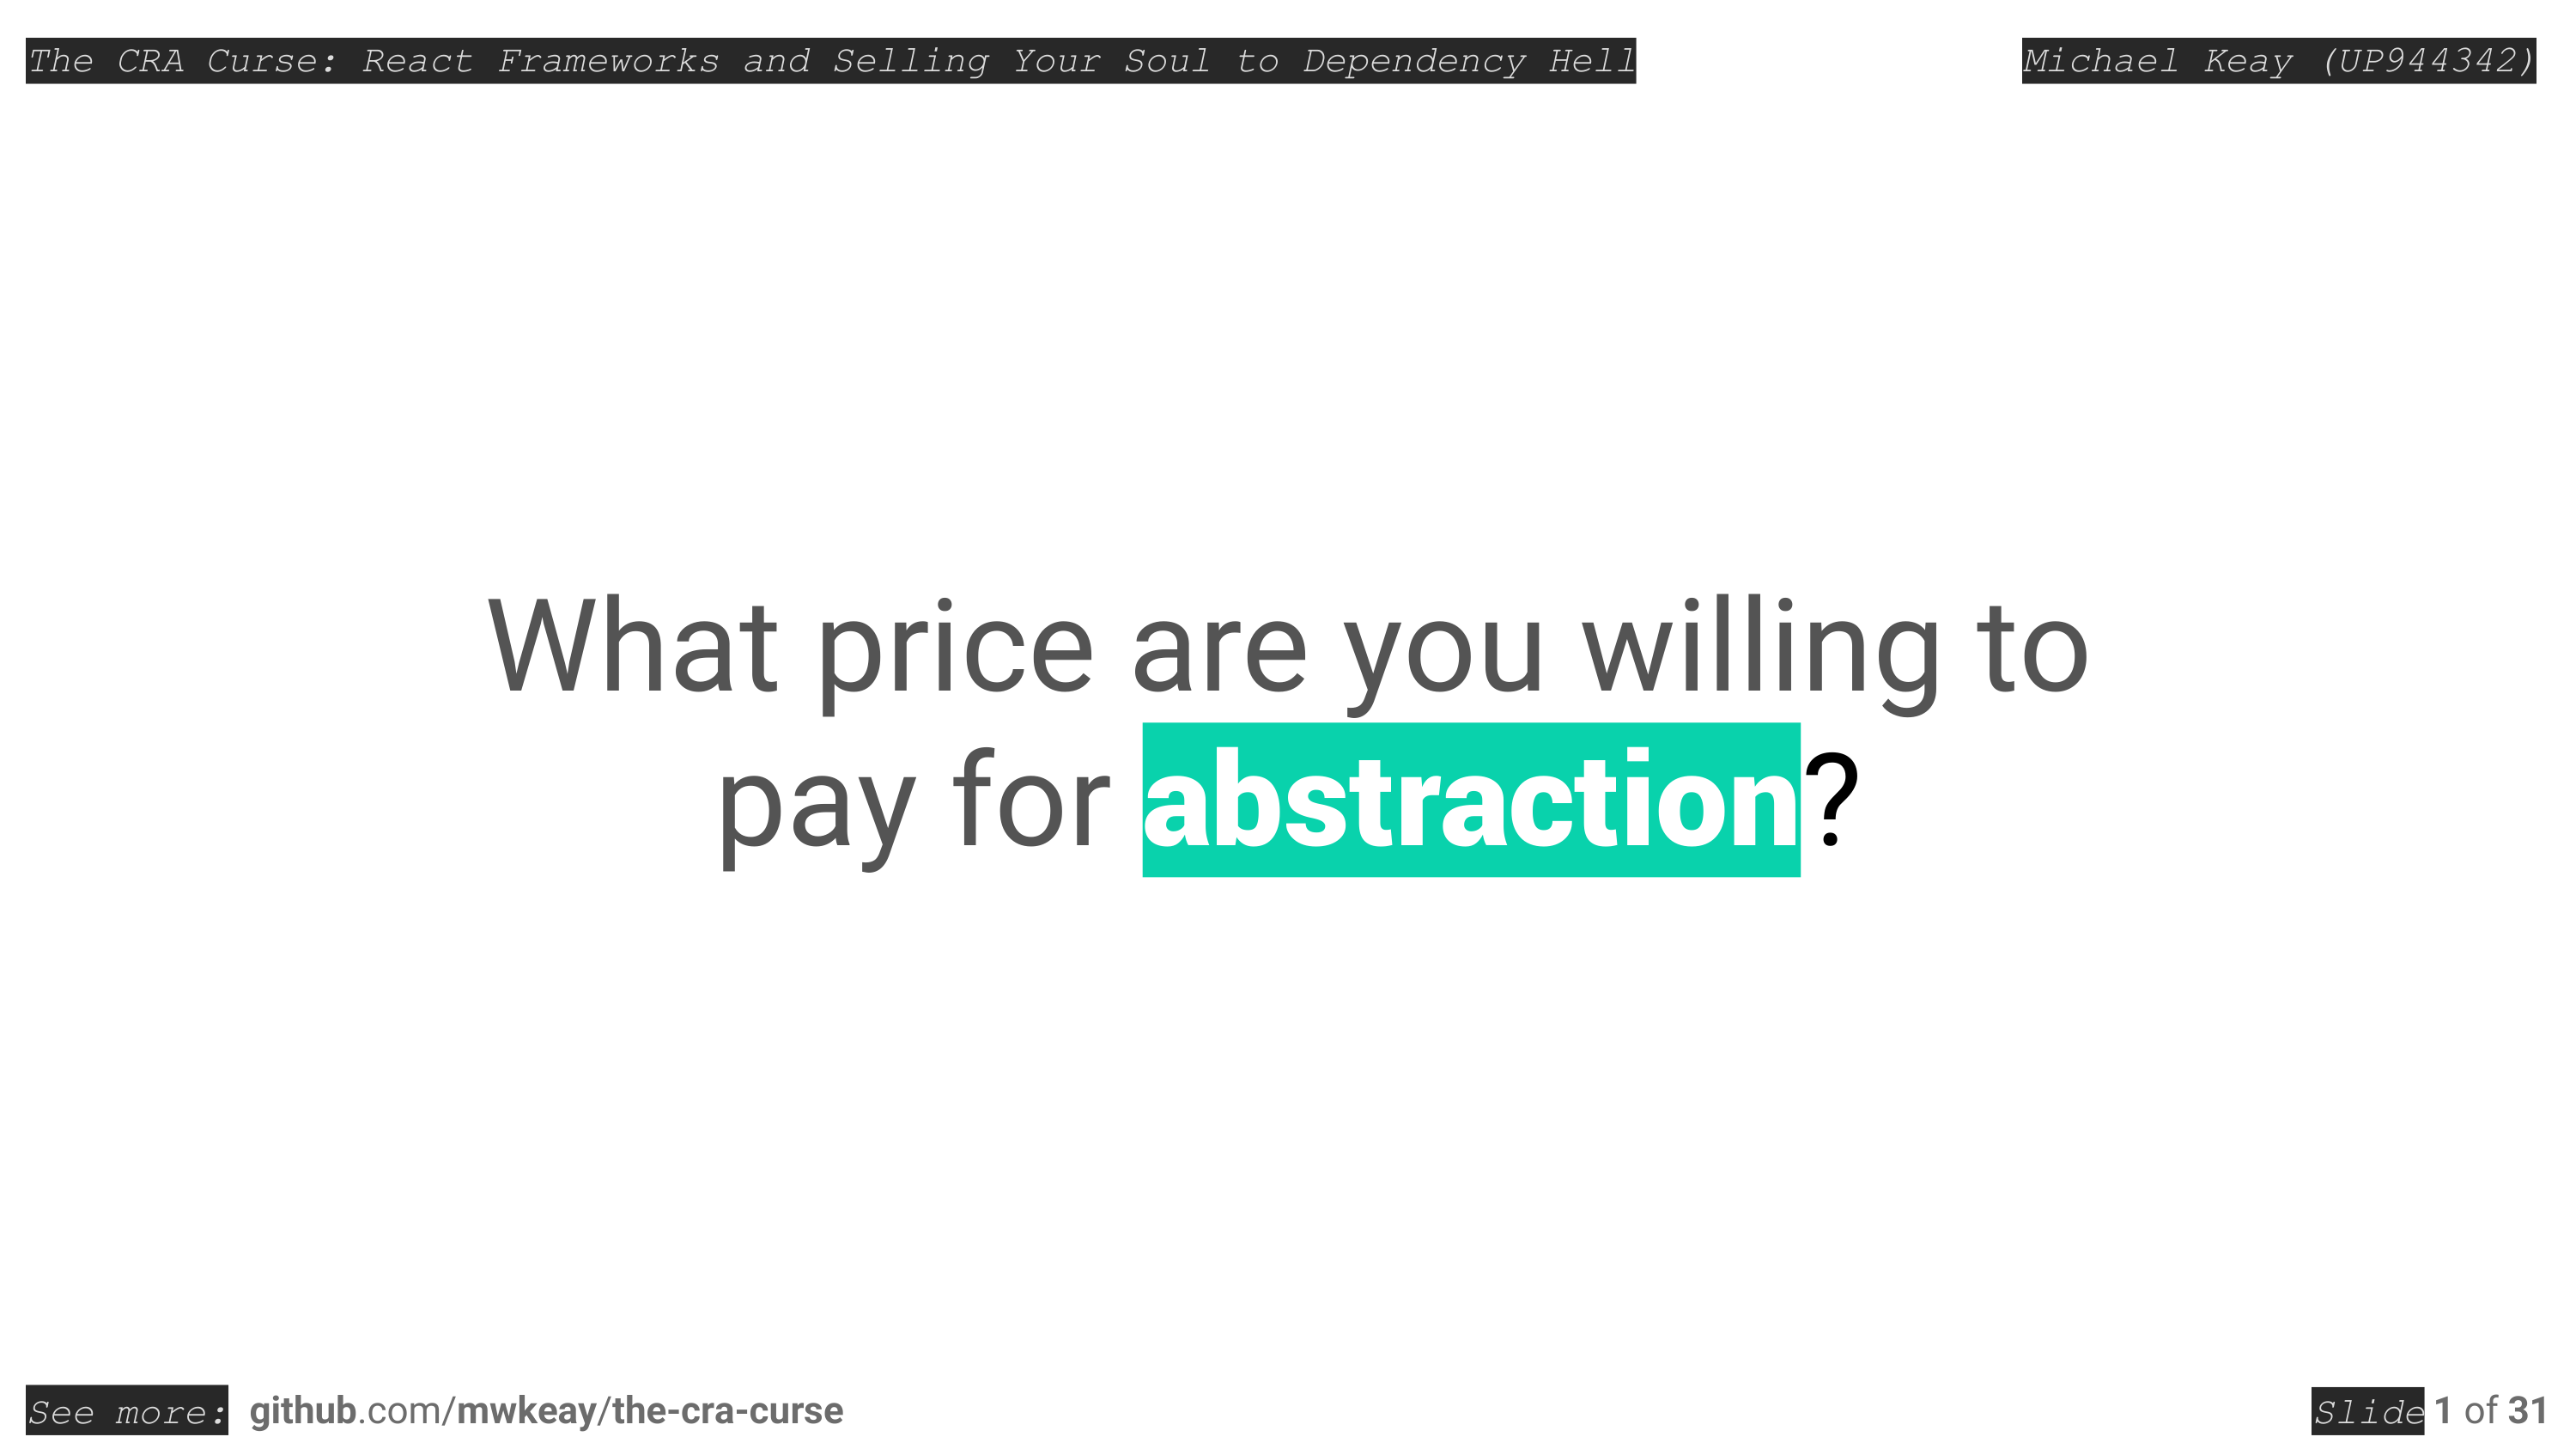 The CRA Curse: React Frameworks and Selling Your Soul to Dependency Hell
Michael Keay (UP944342)
What price are you willing to
pay for abstraction?
See more: github.com/mwkeay/the-cra-curse
Slide 1 of 31